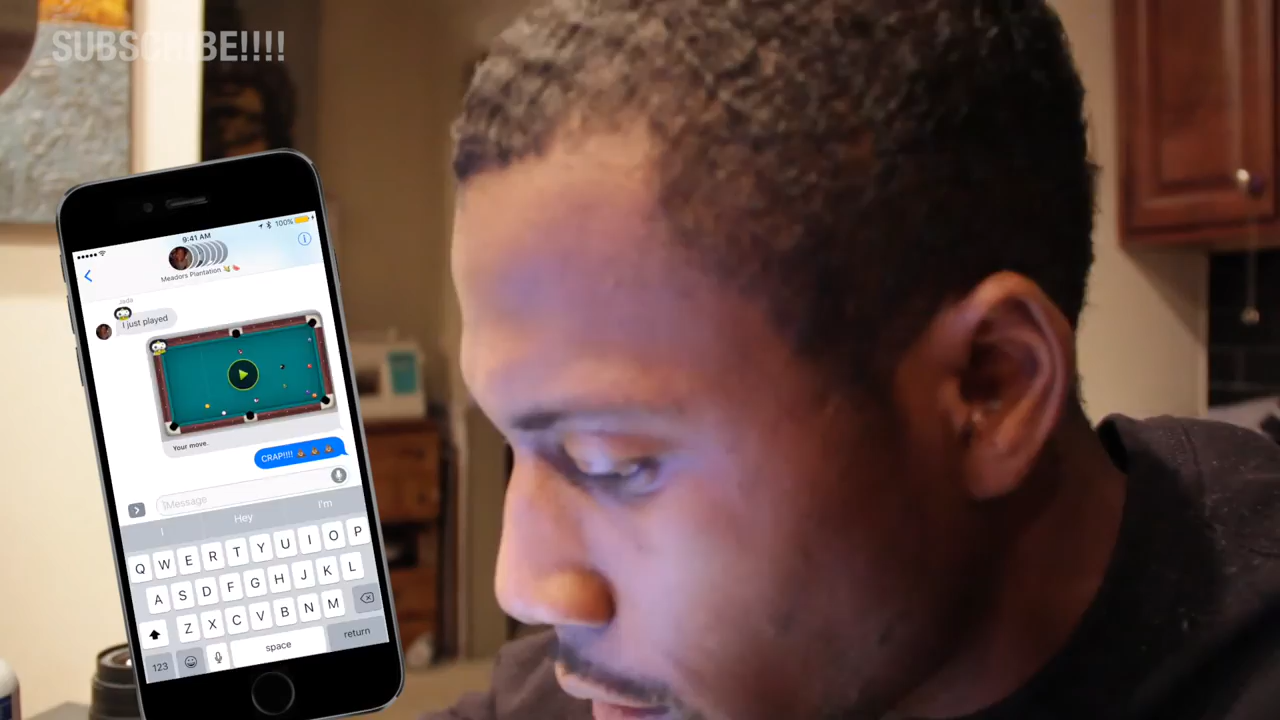 SUBSCRIBE!!!!
9:41 AM
100%
Meadors Plantation
Jada
I just played
Your move.
CRAP!!!!
iMessage
I
Hey
I'm
Q W E R T Y U I O P
A S D F G H J K L
Z X C V B N M
123
space
return